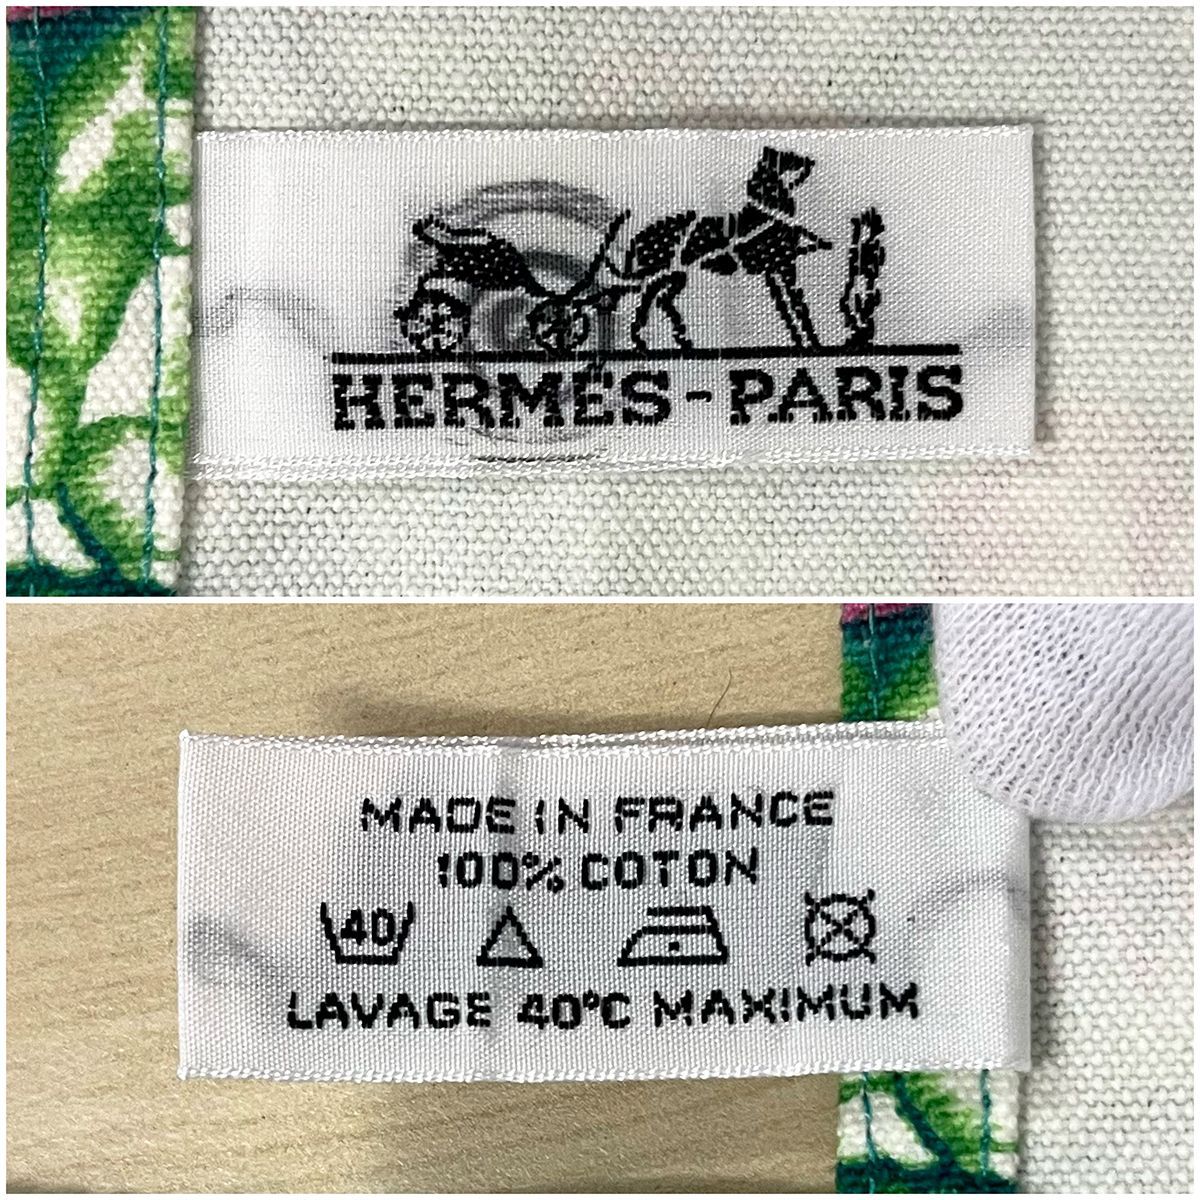 HERMES-PARIS
MADE IN FRANCE
100% COTON
40
LAVAGE 40°C MAXIMUM